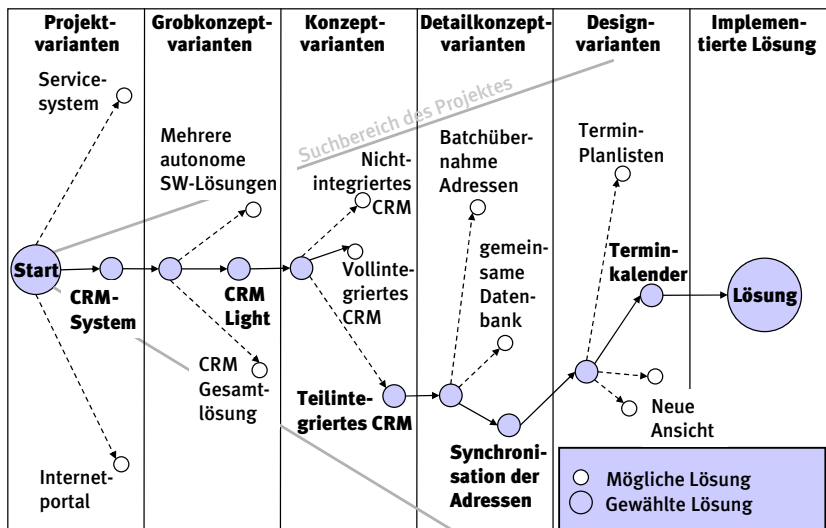 Projekt-
varianten
Grobkonzept-
varianten
Konzept-
varianten
Detailkonzept-
varianten
Design-
varianten
Implemen-
tierte Lösung
Service-
system
Start
CRM-
System
Internet-
portal
Mehrere
autonome
SW-Lösungen
CRM
Light
CRM
Gesamt-
lösung
Suchbereich des Projektes
Nicht-
integriertes
CRM
Vollinte-
griertes
CRM
Teilinte-
griertes CRM
Batchüber-
nahme
Adressen
gemein-
same
Daten-
bank
Synchroni-
sation der
Adressen
Termin-
Planlisten
Termin-
kalender
Neue
Ansicht
Lösung
Mögliche Lösung
Gewählte Lösung